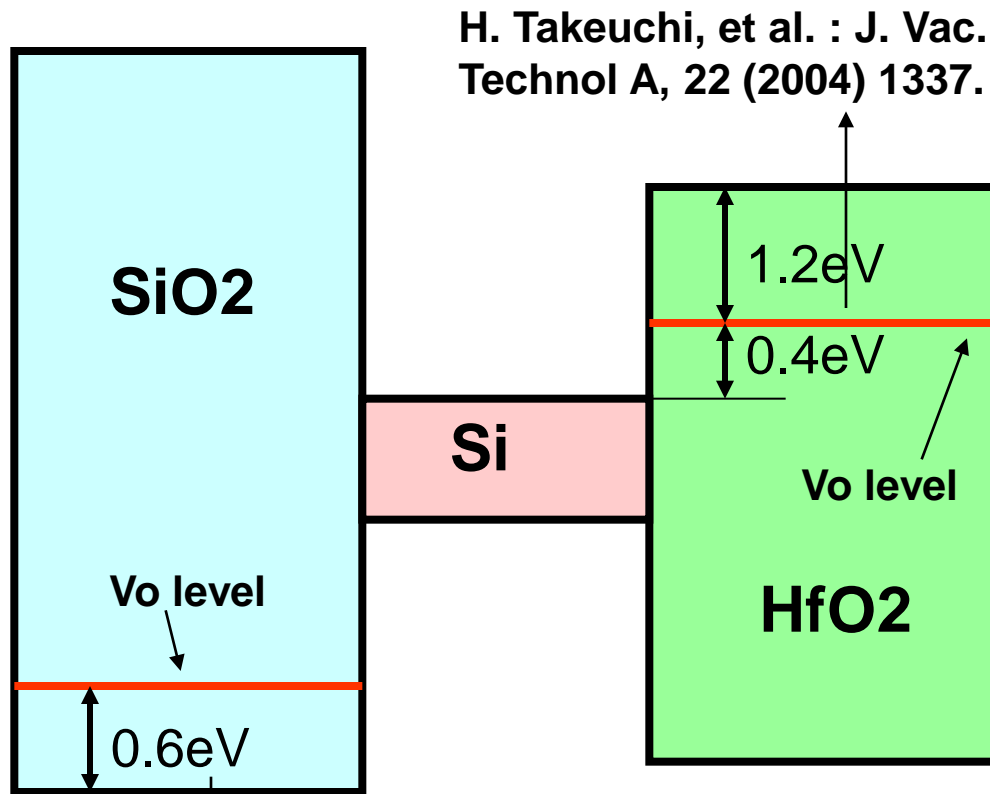 H. Takeuchi, et al. : J. Vac.
Technol A, 22 (2004) 1337.
1.2eV
SiO2
0.4eV
Si
Vo level
Vo level
HfO2
0.6eV